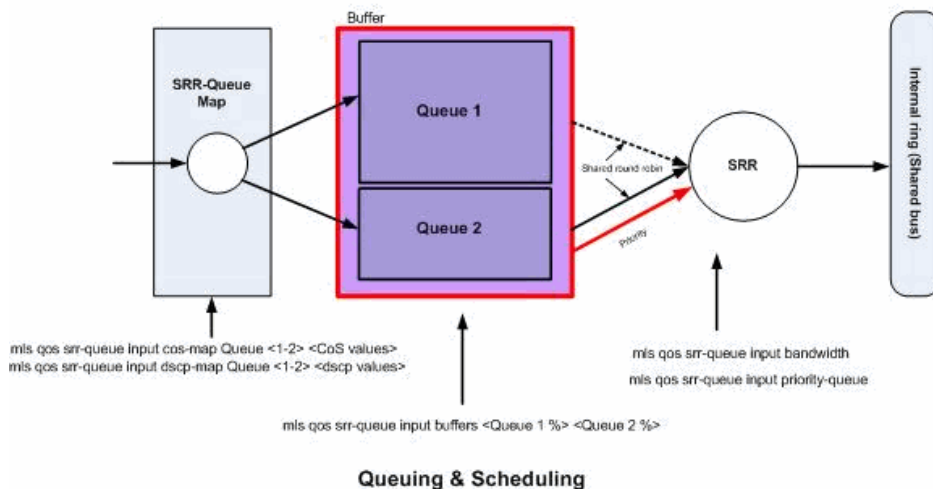 Buffer
SRR-Queue
Map
Queue 1
Queue 2
Shared round robin
Priority
SRR
Internal ring (Shared bus)
mls qos srr-queue input cos-map Queue <1-2> <CoS values>
mls qos srr-queue input dscp-map Queue <1-2> <dscp values>
mls qos srr-queue input bandwidth
mls qos srr-queue input priority-queue
mls qos srr-queue input buffers <Queue 1 %> <Queue 2 %>
Queuing & Scheduling